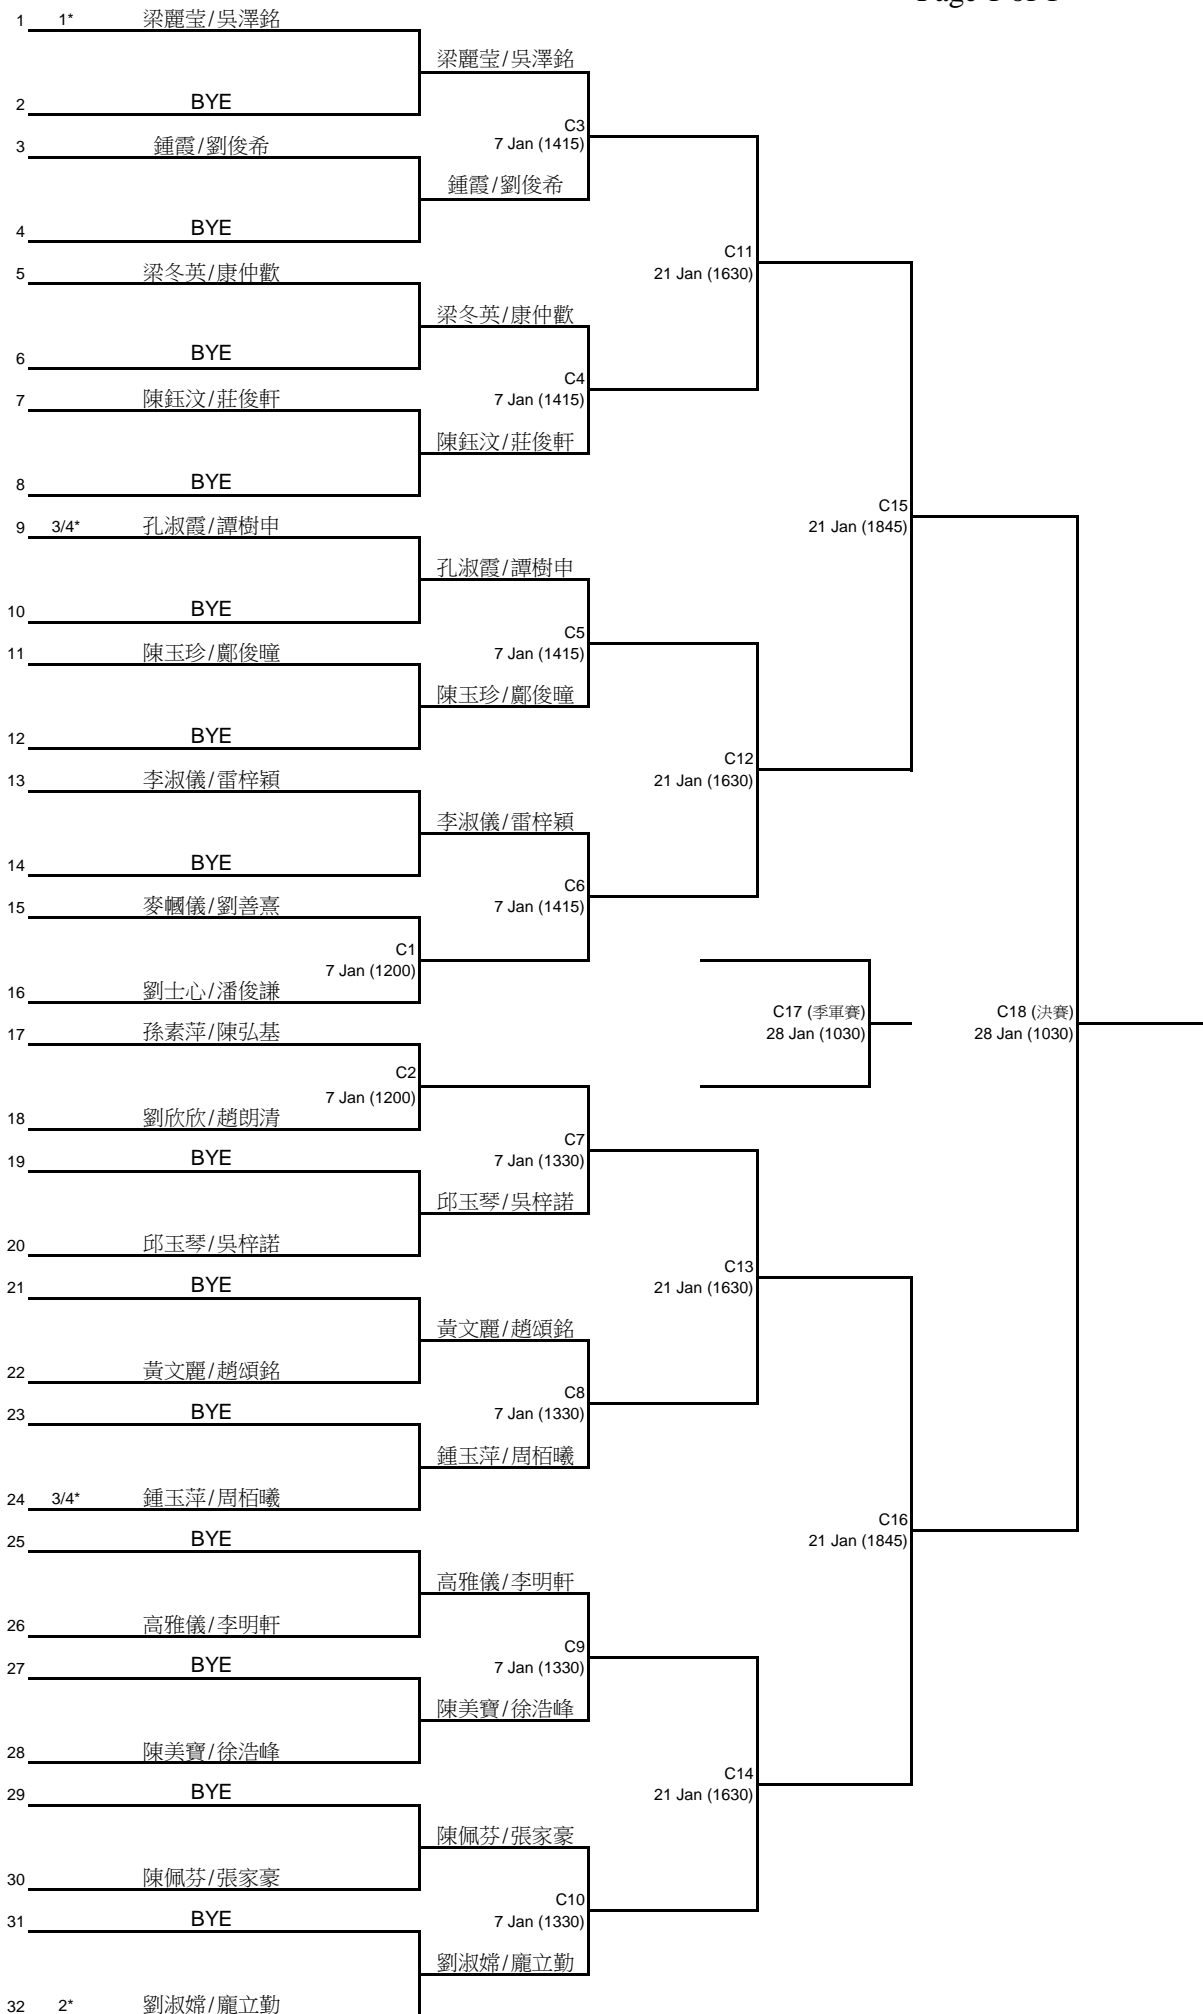 1 1* 梁麗莹/吳澤銘
梁麗莹/吳澤銘
2 BYE
C3
7 Jan (1415)
3 鍾霞/劉俊希
鍾霞/劉俊希
4 BYE
C11
21 Jan (1630)
5 梁冬英/康仲歡
梁冬英/康仲歡
6 BYE
C4
7 Jan (1415)
7 陳鈺汶/莊俊軒
陳鈺汶/莊俊軒
8 BYE
C15
21 Jan (1845)
9 3/4* 孔淑霞/譚樹申
孔淑霞/譚樹申
10 BYE
C5
7 Jan (1415)
11 陳玉珍/鄺俊曈
陳玉珍/鄺俊曈
12 BYE
C12
21 Jan (1630)
13 李淑儀/雷梓穎
李淑儀/雷梓穎
14 BYE
C6
7 Jan (1415)
15 麥幗儀/劉善熹
C1
7 Jan (1200)
16 劉士心/潘俊謙
C17 (季軍賽)
28 Jan (1030)
C18 (決賽)
28 Jan (1030)
17 孫素萍/陳弘基
C2
7 Jan (1200)
18 劉欣欣/趙朗清
C7
7 Jan (1330)
19 BYE
邱玉琴/吳梓諾
20 邱玉琴/吳梓諾
C13
21 Jan (1630)
21 BYE
黃文麗/趙頌銘
22 黃文麗/趙頌銘
C8
7 Jan (1330)
23 BYE
鍾玉萍/周栢曦
24 3/4* 鍾玉萍/周栢曦
C16
21 Jan (1845)
25 BYE
高雅儀/李明軒
26 高雅儀/李明軒
C9
7 Jan (1330)
27 BYE
陳美寶/徐浩峰
28 陳美寶/徐浩峰
C14
21 Jan (1630)
29 BYE
陳佩芬/張家豪
30 陳佩芬/張家豪
C10
7 Jan (1330)
31 BYE
劉淑嫦/龐立勤
32 2* 劉淑嫦/龐立勤